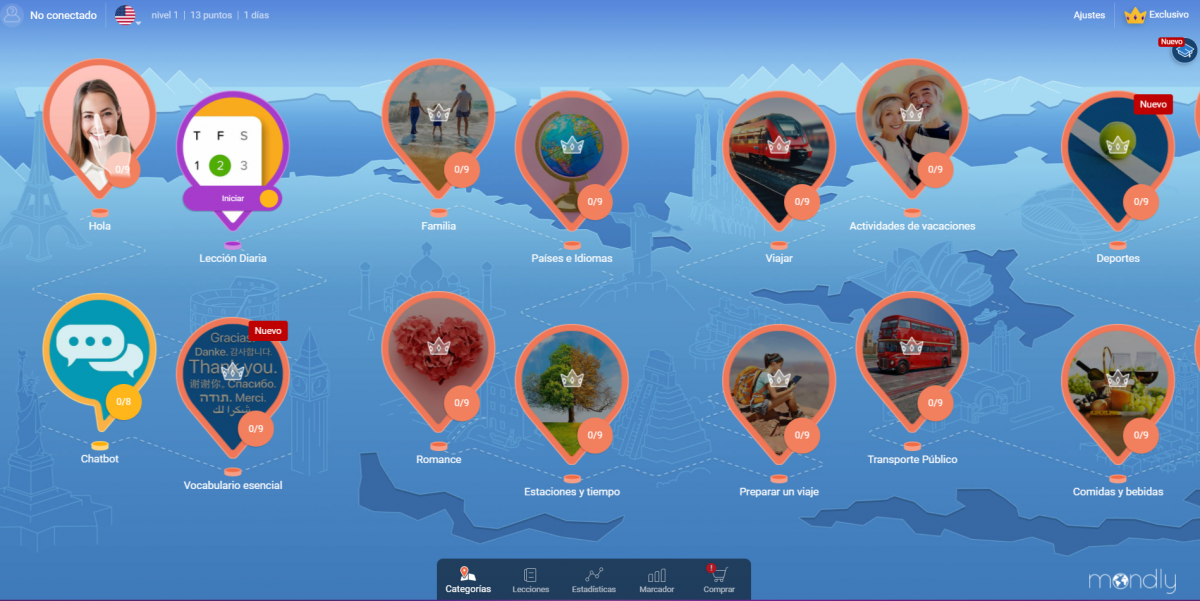 No conectado
nivel 1 | 13 puntos | 1 días
Ajustes
Exclusivo
Nuevo
0/9
Hola
T F S
1 2 3
Iniciar
Lección Diaria
0/9
Familia
0/9
Países e Idiomas
0/9
Viajar
0/9
Actividades de vacaciones
Nuevo
0/9
Deportes
0/8
Chatbot
Nuevo
Gracias.
Danke. 감사합니다.
Thank you.
谢谢你. Спасибо.
תודה. Merci.
شكرا لك
0/9
Vocabulario esencial
0/9
Romance
0/9
Estaciones y tiempo
0/9
Preparar un viaje
0/9
Transporte Público
0/9
Comidas y bebidas
Categorías
Lecciones
Estadísticas
Marcador
!
Comprar
mondly